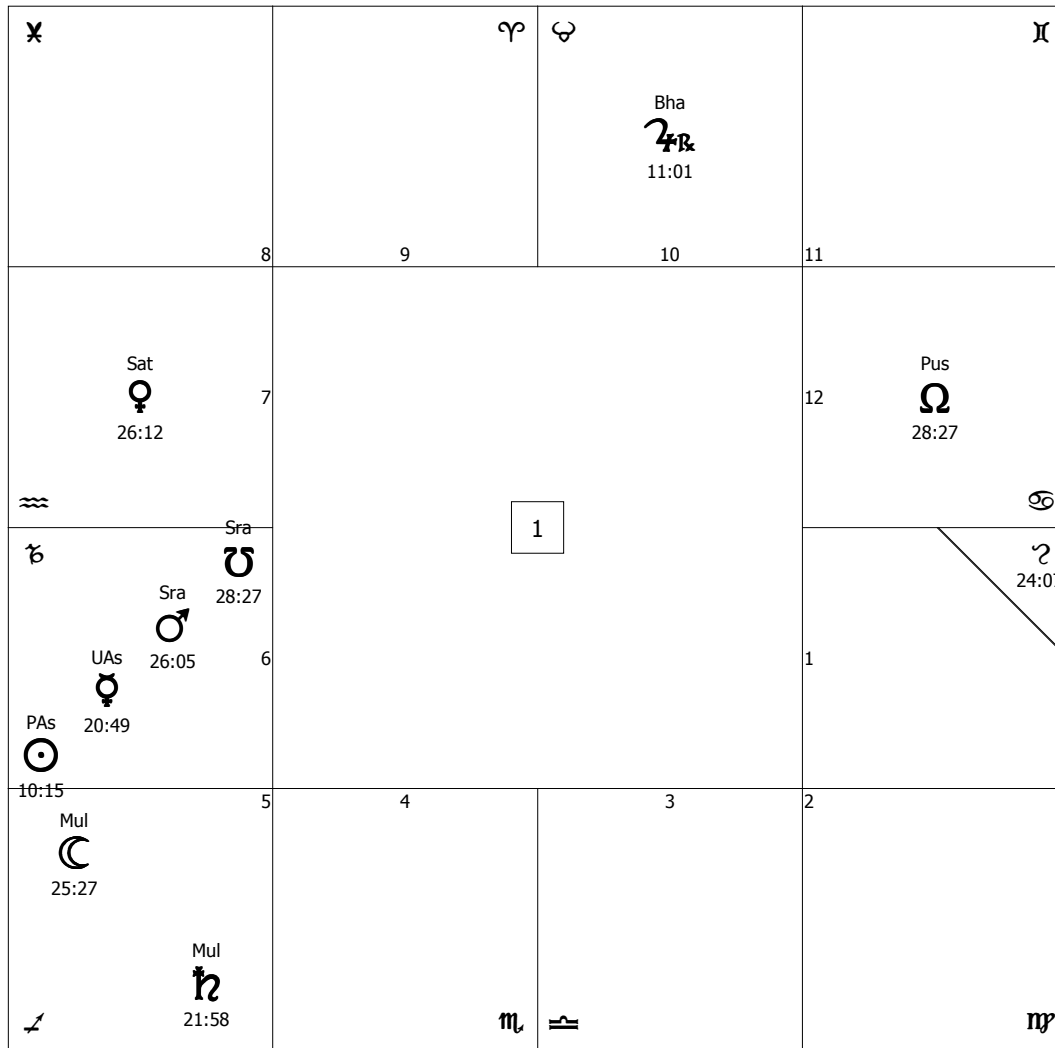 ♓ ♈ ♉ ♊
Bha
♃℞
11:01
8 9 10 11
Sat
♀
26:12
7
12
Pus
☊
28:27
♒
♋
1
♑
Sra
☋
28:27
Sra
♂
26:05
UAs
☿
20:49
PAs
☉
10:15
6
1
♌
5 4 3 2
Mul
☾
25:27
Mul
♄
21:58
♐ ♏ ♎ ♍